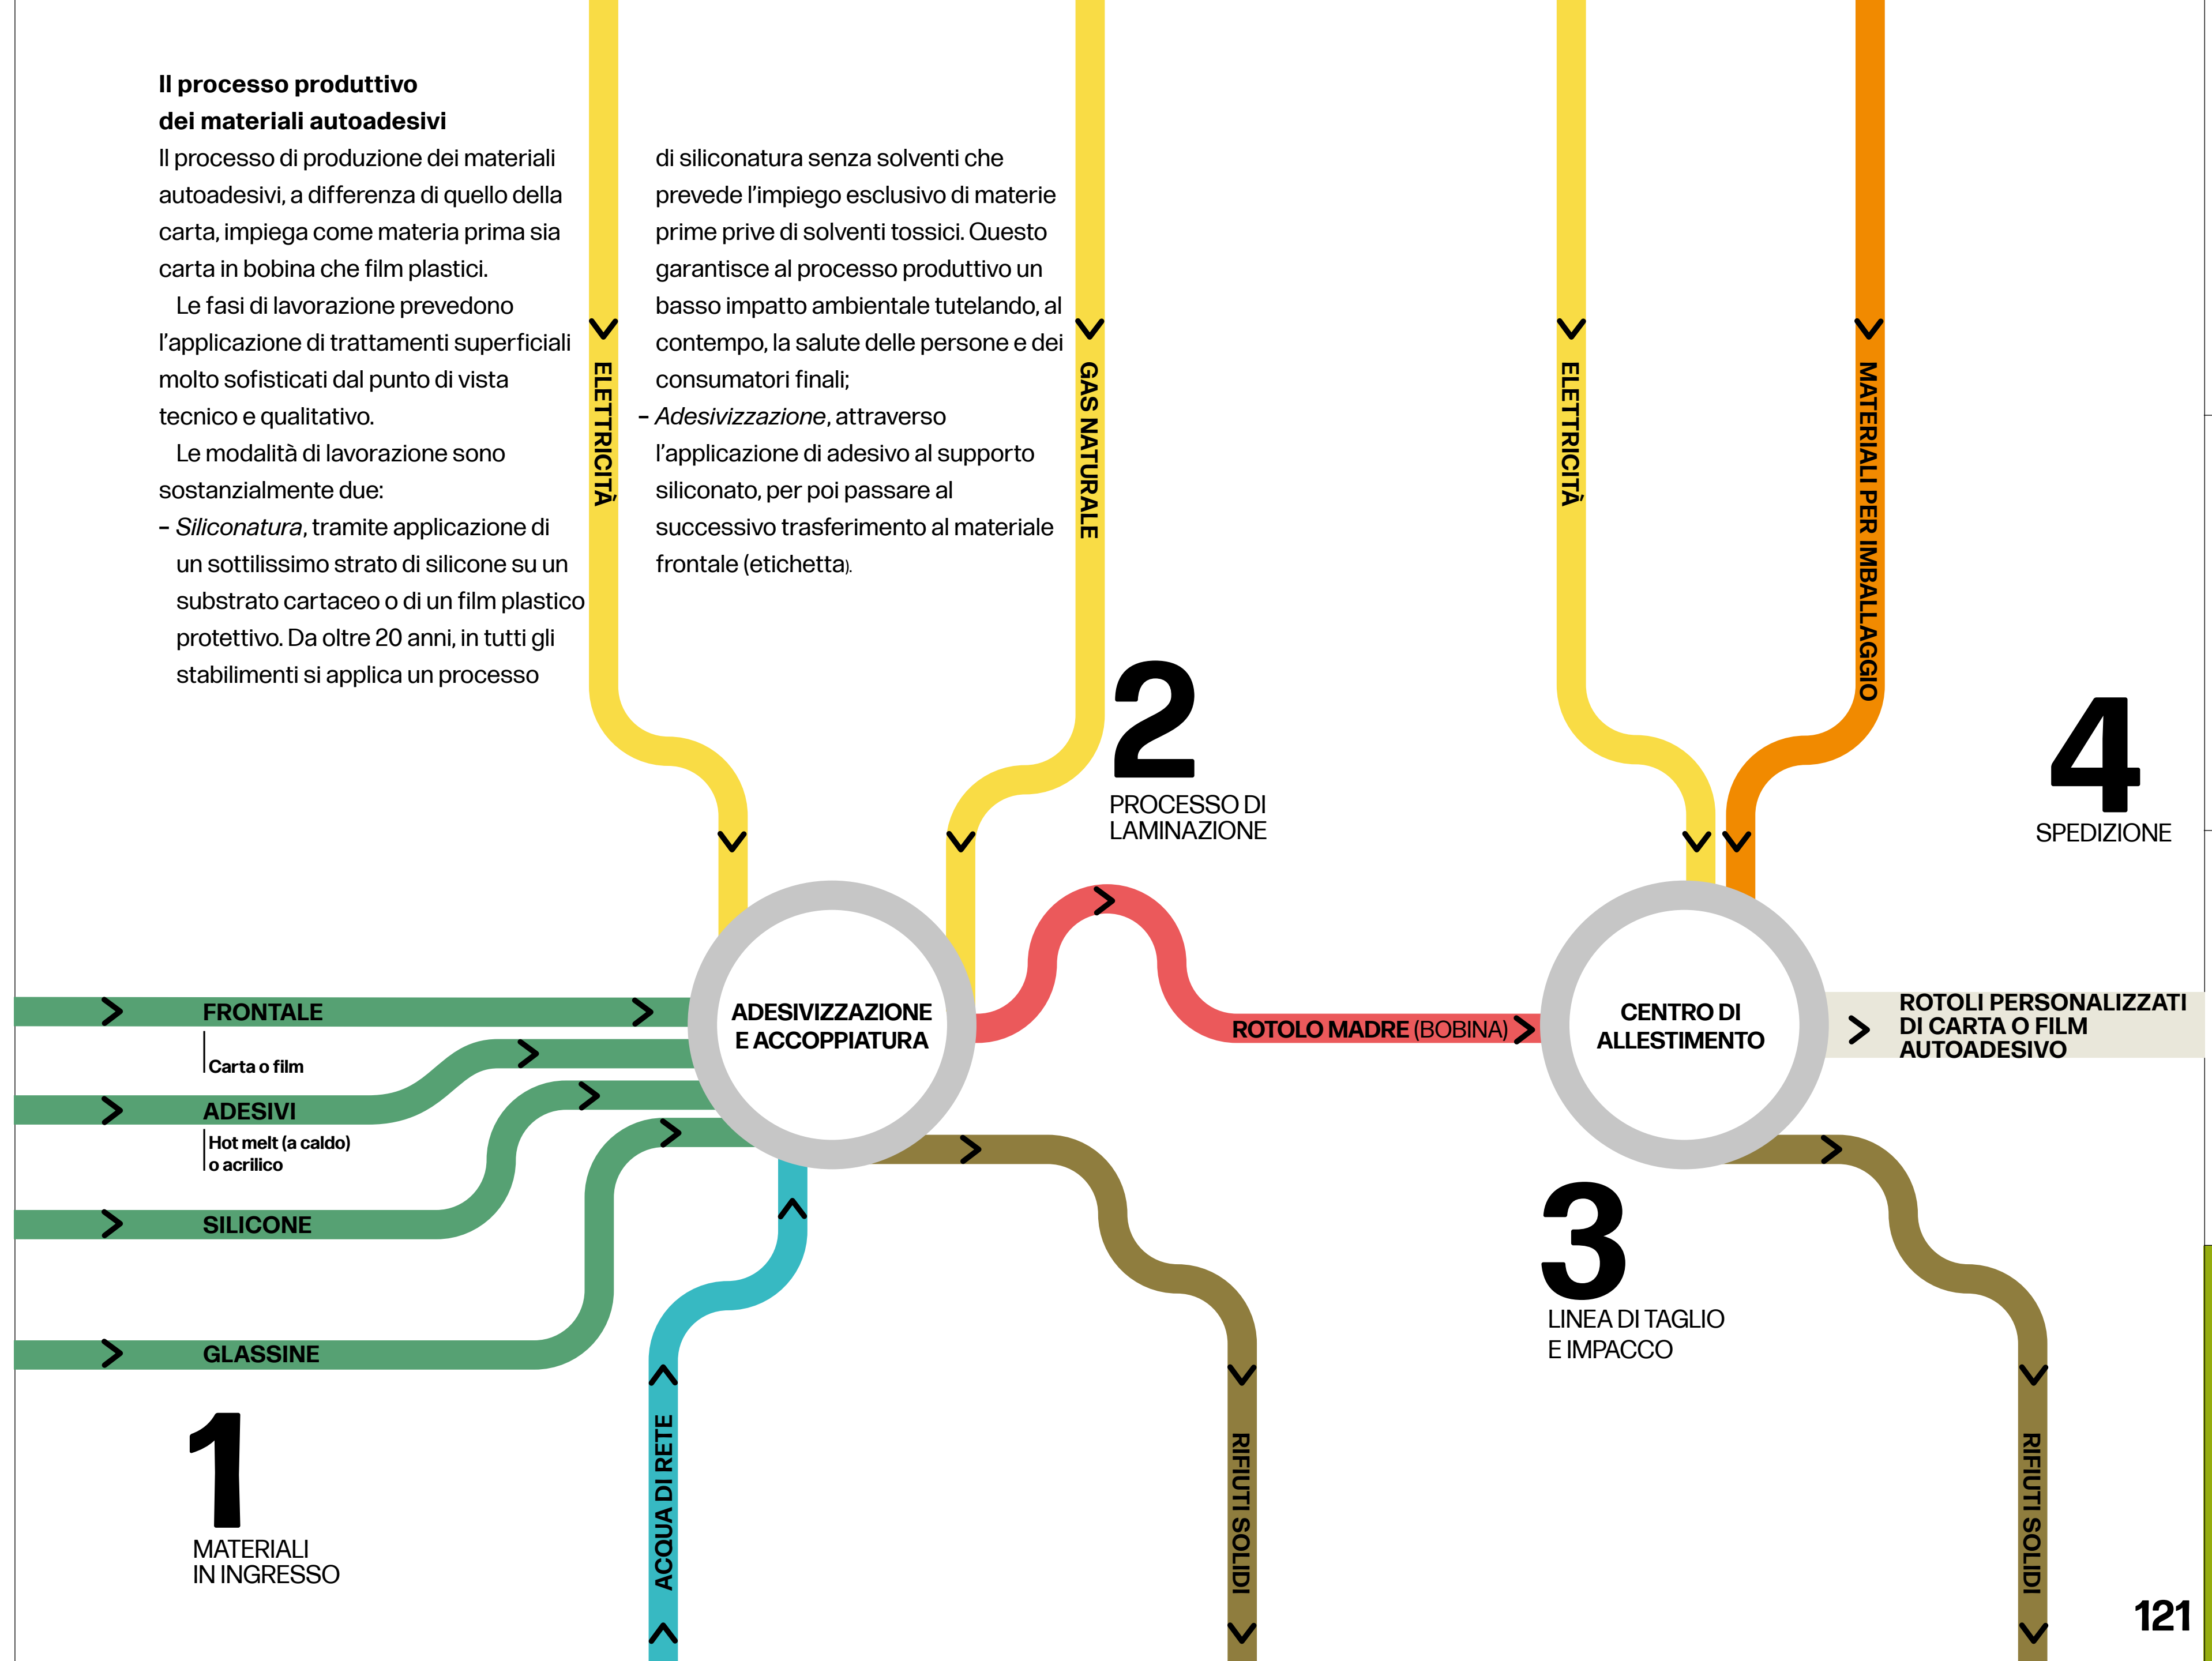 Il processo produttivo
dei materiali autoadesivi
Il processo di produzione dei materiali
autoadesivi, a differenza di quello della
carta, impiega come materia prima sia
carta in bobina che film plastici.
Le fasi di lavorazione prevedono
l’applicazione di trattamenti superficiali
molto sofisticati dal punto di vista
tecnico e qualitativo.
Le modalità di lavorazione sono
sostanzialmente due:
– Siliconatura, tramite applicazione di
un sottilissimo strato di silicone su un
substrato cartaceo o di un film plastico
protettivo. Da oltre 20 anni, in tutti gli
stabilimenti si applica un processo
di siliconatura senza solventi che
prevede l’impiego esclusivo di materie
prime prive di solventi tossici. Questo
garantisce al processo produttivo un
basso impatto ambientale tutelando, al
contempo, la salute delle persone e dei
consumatori finali;
– Adesivizzazione, attraverso
l’applicazione di adesivo al supporto
siliconato, per poi passare al
successivo trasferimento al materiale
frontale (etichetta).
ELETTRICITÀ
GAS NATURALE
ELETTRICITÀ
MATERIALI PER IMBALLAGGIO
2
PROCESSO DI
LAMINAZIONE
4
SPEDIZIONE
FRONTALE
Carta o film
ADESIVI
Hot melt (a caldo)
o acrilico
SILICONE
GLASSINE
1
MATERIALI
IN INGRESSO
ADESIVIZZAZIONE
E ACCOPPIATURA
ROTOLO MADRE (BOBINA)
CENTRO DI
ALLESTIMENTO
ROTOLI PERSONALIZZATI
DI CARTA O FILM
AUTOADESIVO
3
LINEA DI TAGLIO
E IMPACCO
ACQUA DI RETE
RIFIUTI SOLIDI
RIFIUTI SOLIDI
121